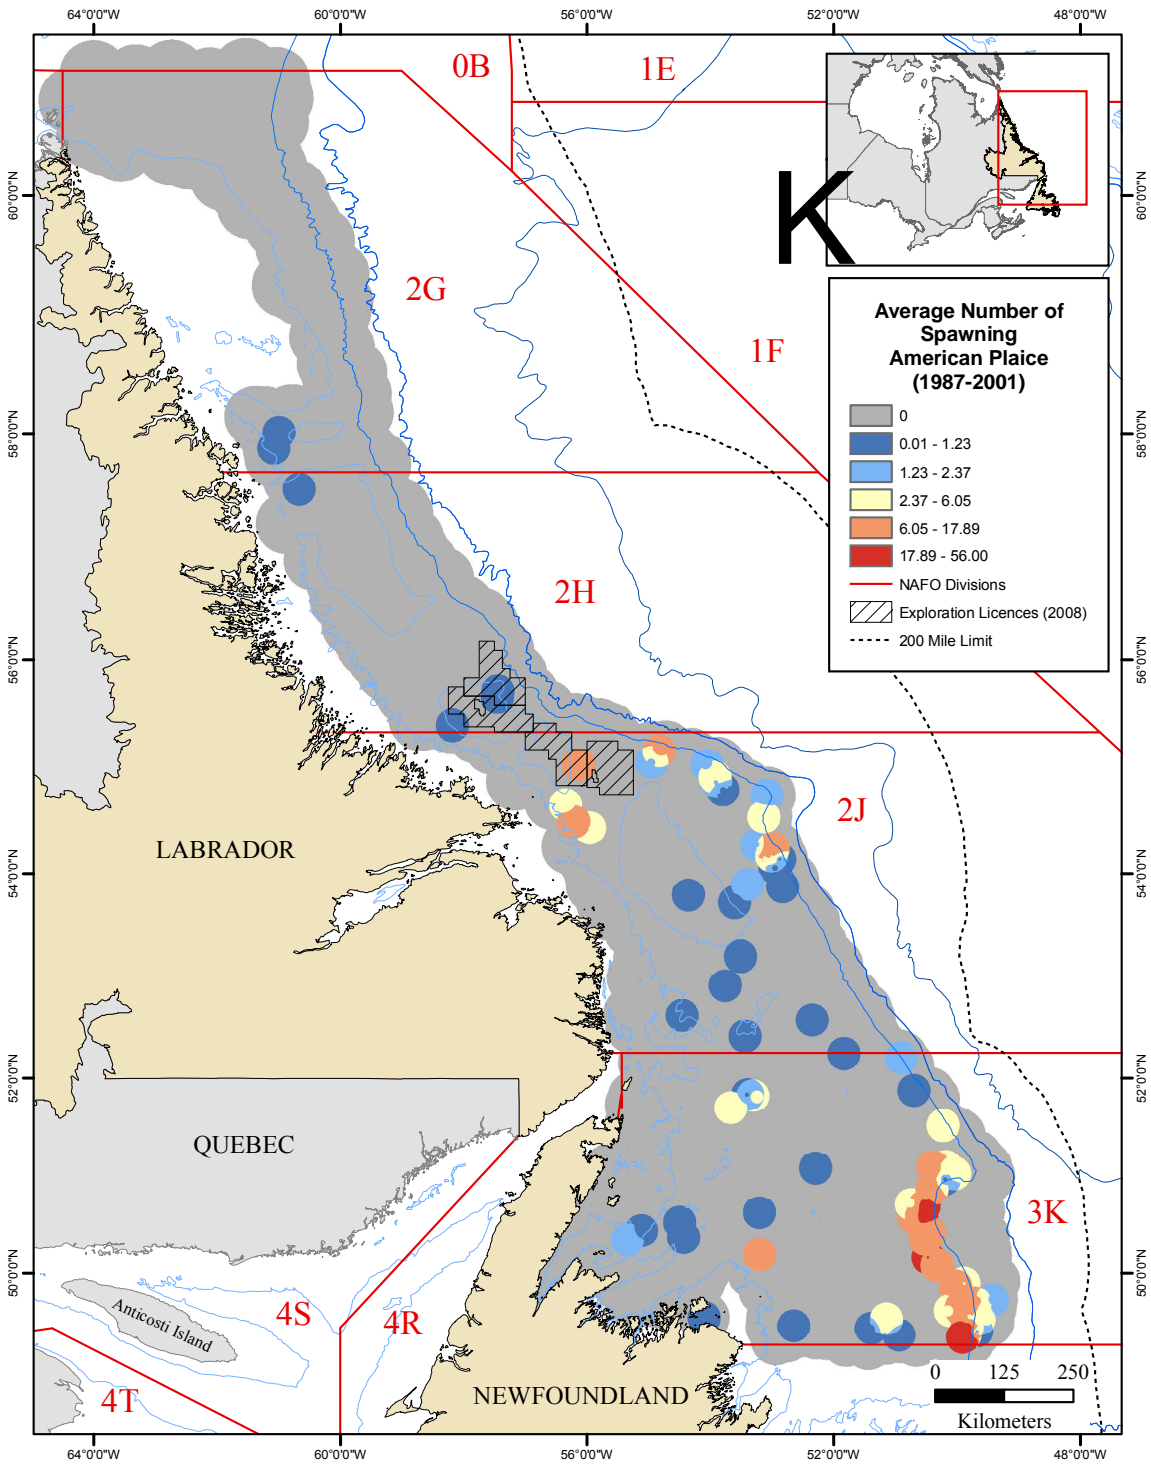 64°0'0"W 60°0'0"W 56°0'0"W 52°0'0"W 48°0'0"W
0B
1E
K
60°0'0"N
60°0'0"N
2G
1F
Average Number of
Spawning
American Plaice
(1987-2001)
0
0.01 - 1.23
1.23 - 2.37
2.37 - 6.05
6.05 - 17.89
17.89 - 56.00
NAFO Divisions
Exploration Licences (2008)
200 Mile Limit
58°0'0"N
58°0'0"N
2H
56°0'0"N
56°0'0"N
2J
LABRADOR
54°0'0"N
54°0'0"N
52°0'0"N
52°0'0"N
QUEBEC
3K
50°0'0"N
50°0'0"N
Anticosti Island
4S
4R
4T
NEWFOUNDLAND
0 125 250
Kilometers
64°0'0"W 60°0'0"W 56°0'0"W 52°0'0"W 48°0'0"W